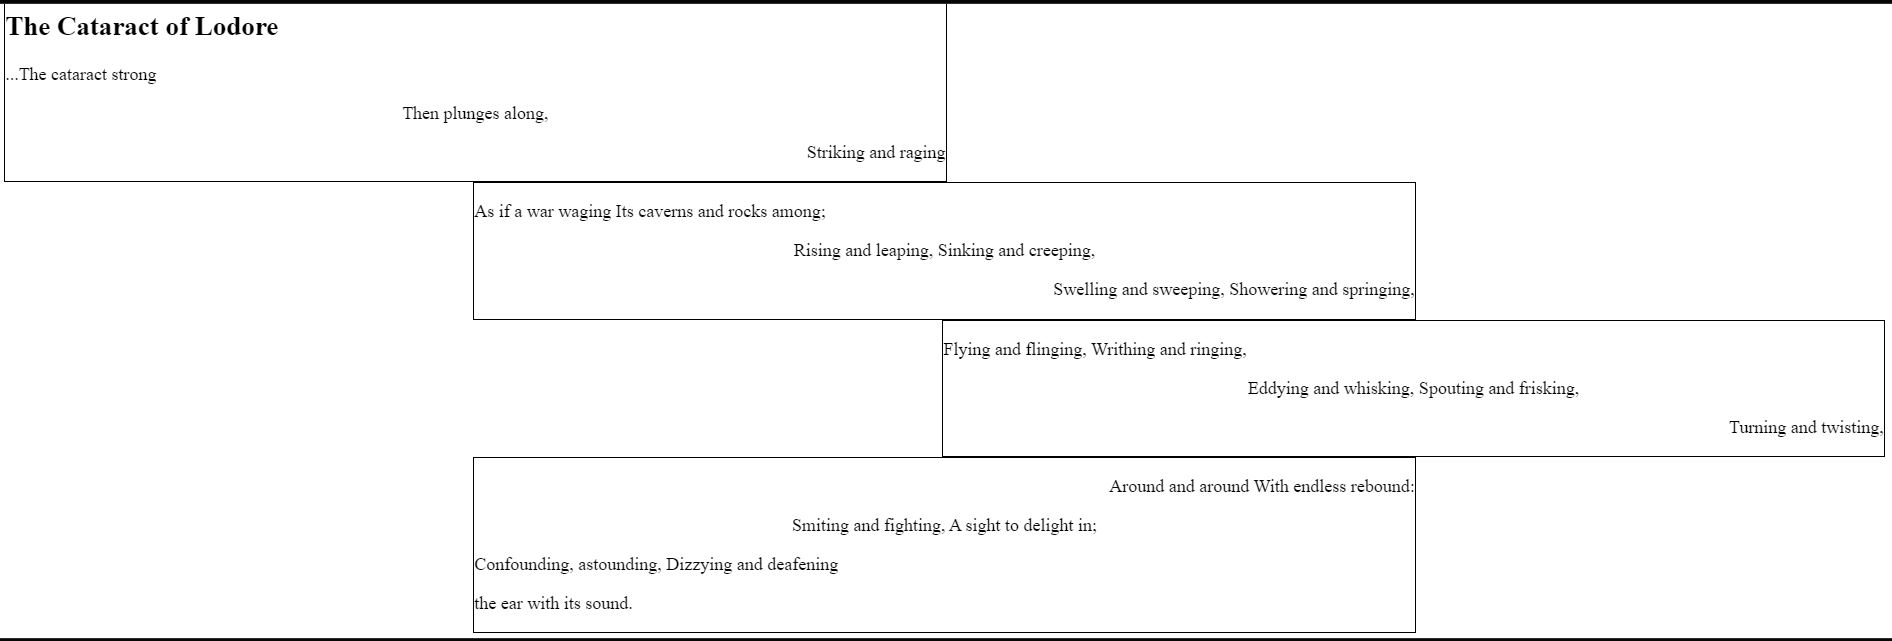 The Cataract of Lodore
...The cataract strong
Then plunges along,
Striking and raging
As if a war waging Its caverns and rocks among;
Rising and leaping, Sinking and creeping,
Swelling and sweeping, Showering and springing,
Flying and flinging, Writhing and ringing,
Eddying and whisking, Spouting and frisking,
Turning and twisting,
Around and around With endless rebound:
Smiting and fighting, A sight to delight in;
Confounding, astounding, Dizzying and deafening
the ear with its sound.